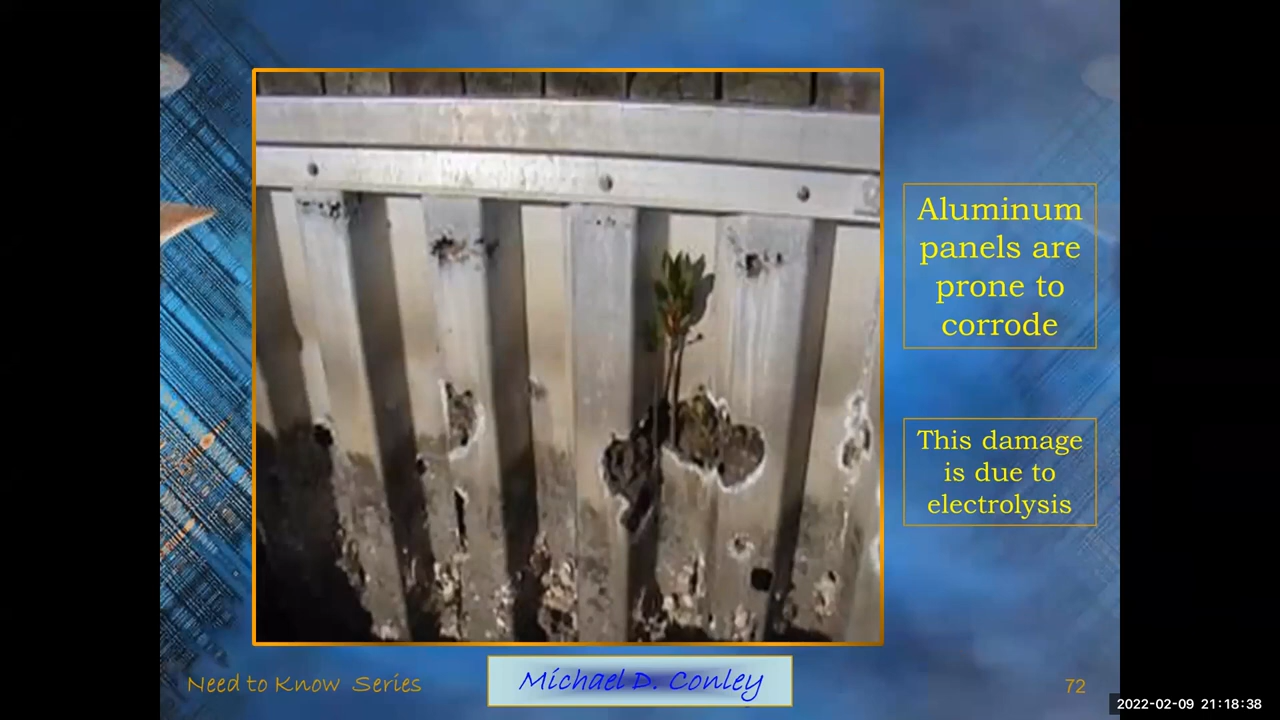 Aluminum
panels are
prone to
corrode
This damage
is due to
electrolysis
Need to Know Series
Michael D. Conley
72
2022-02-09 21:18:38